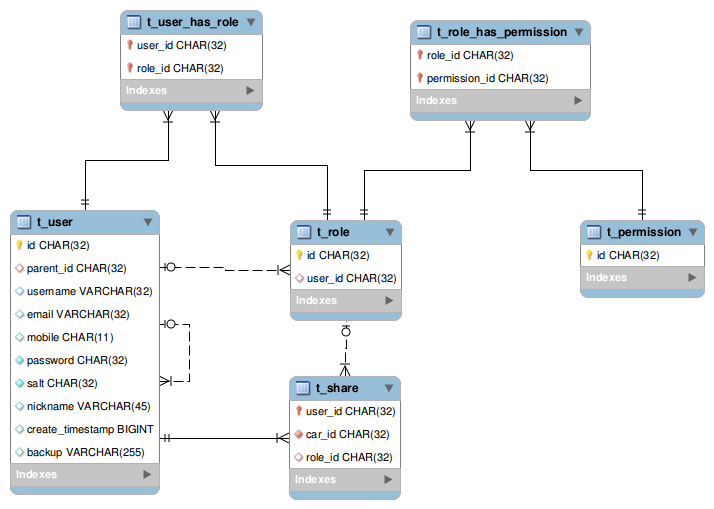 t_user_has_role
user_id CHAR(32)
role_id CHAR(32)
Indexes
t_role_has_permission
role_id CHAR(32)
permission_id CHAR(32)
Indexes
t_user
id CHAR(32)
parent_id CHAR(32)
username VARCHAR(32)
email VARCHAR(32)
mobile CHAR(11)
password CHAR(32)
salt CHAR(32)
nickname VARCHAR(45)
create_timestamp BIGINT
backup VARCHAR(255)
Indexes
t_role
id CHAR(32)
user_id CHAR(32)
Indexes
t_permission
id CHAR(32)
Indexes
t_share
user_id CHAR(32)
car_id CHAR(32)
role_id CHAR(32)
Indexes